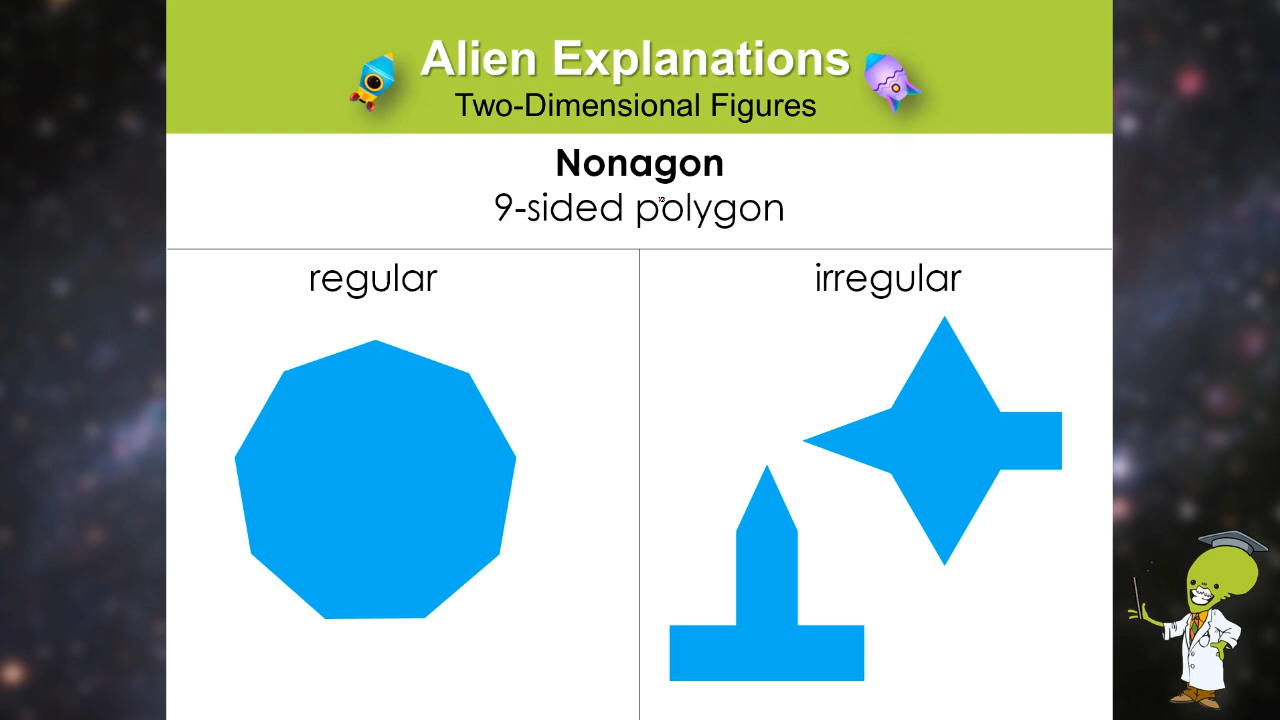 Alien Explanations
Two-Dimensional Figures
Nonagon
9-sided polygon
regular
irregular